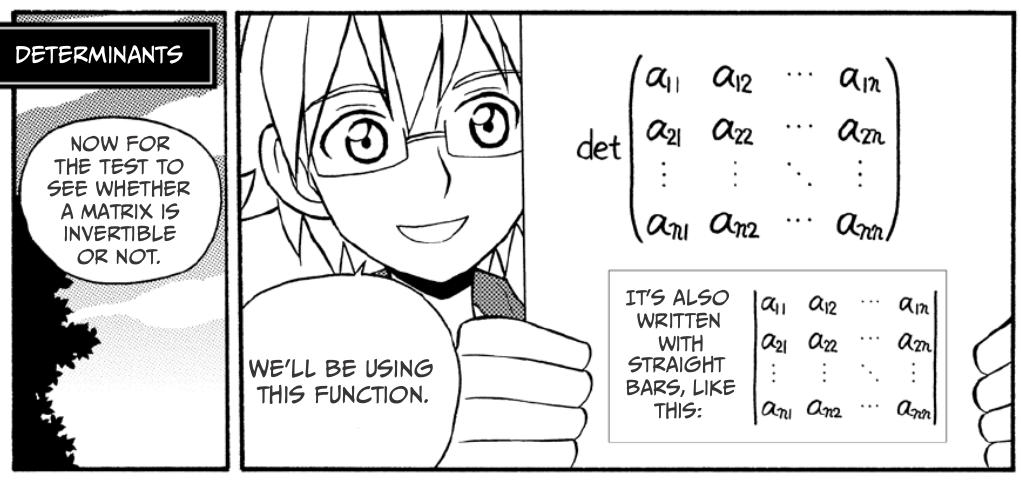 DETERMINANTS
NOW FOR
THE TEST TO
SEE WHETHER
A MATRIX IS
INVERTIBLE
OR NOT.
WE'LL BE USING
THIS FUNCTION.
det
a11 a12 ⋯ a1n
a21 a22 ⋯ a2n
⋮ ⋮ ⋱ ⋮
an1 an2 ⋯ ann
IT'S ALSO
WRITTEN
WITH
STRAIGHT
BARS, LIKE
THIS:
a11 a12 ⋯ a1n
a21 a22 ⋯ a2n
⋮ ⋮ ⋱ ⋮
an1 an2 ⋯ ann